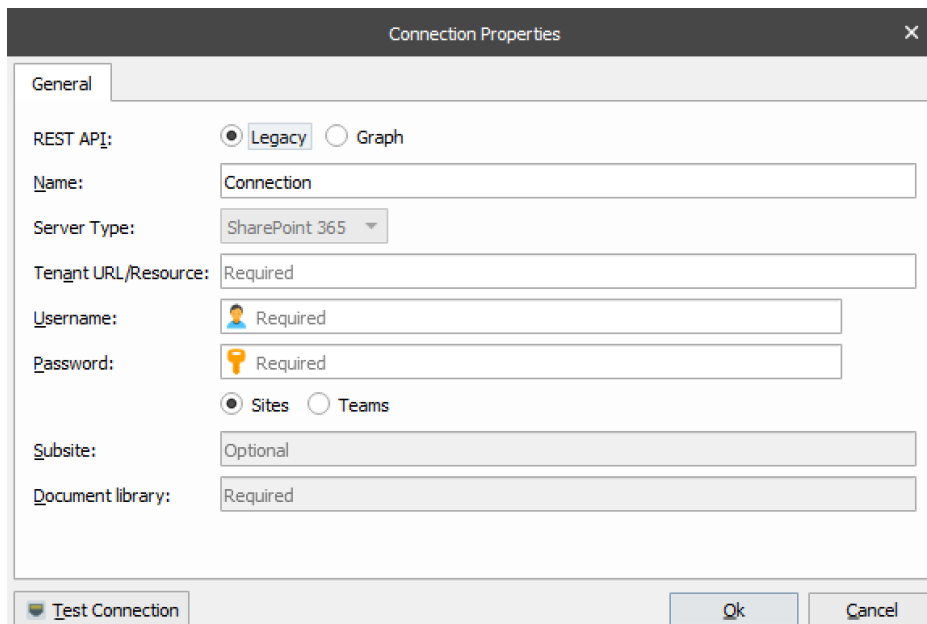 Connection Properties
General
REST API: Legacy Graph
Name: Connection
Server Type: SharePoint 365
Tenant URL/Resource: Required
Username: Required
Password: Required
Sites Teams
Subsite: Optional
Document library: Required
Test Connection Ok Cancel